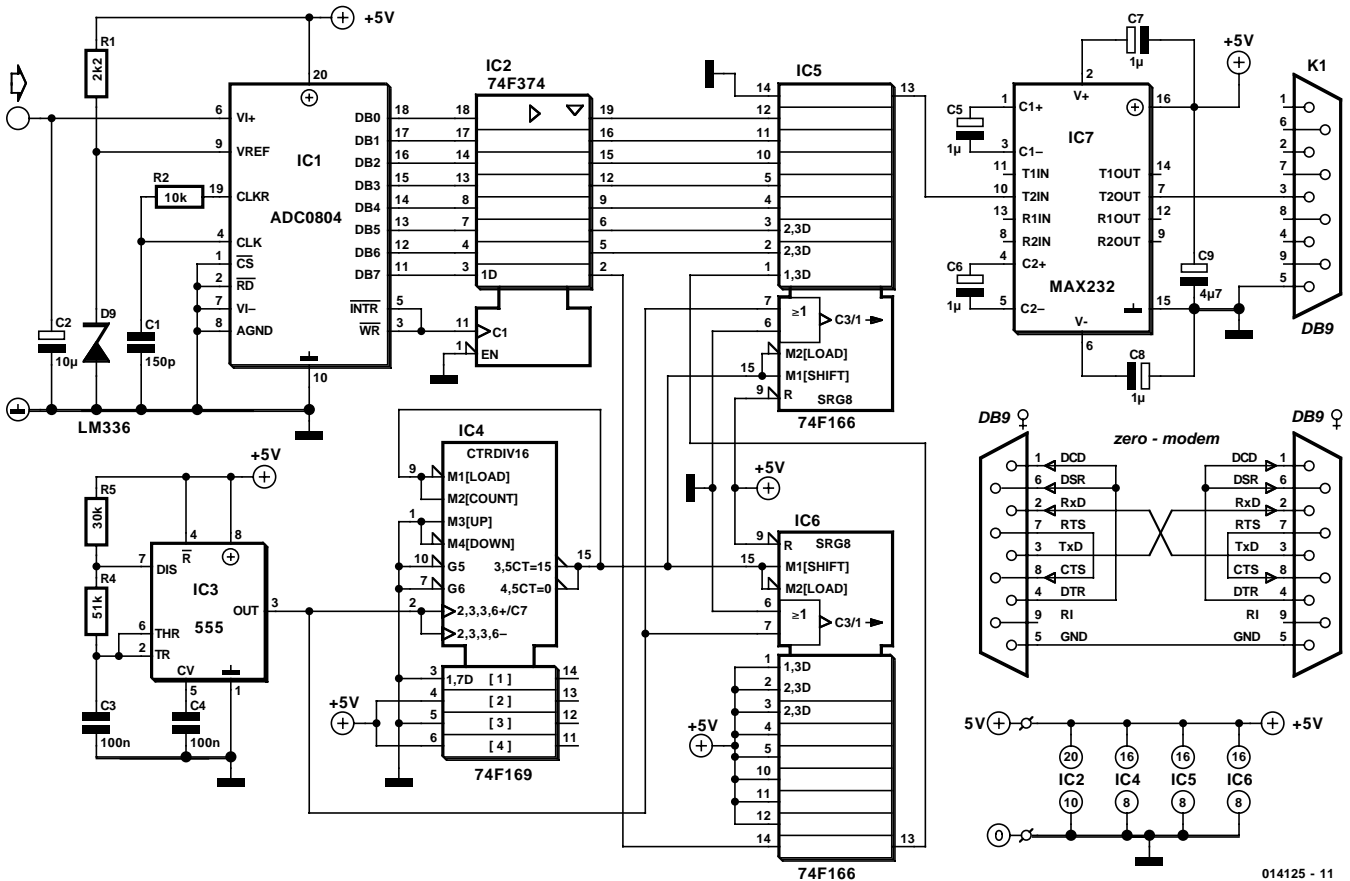 +5V
R1
2k2
6 VI+
9 VREF
R2
10k
19 CLKR
4 CLK
1 CS
2 RD
7 VI–
8 AGND
20
IC1
ADC0804
10
DB0 18
DB1 17
DB2 16
DB3 15
DB4 14
DB5 13
DB6 12
DB7 11
INTR 5
WR 3
C2
10µ
D9
LM336
C1
150p
IC2
74F374
18 19
17 16
14 15
13 12
8 9
7 6
4 5
3 1D 2
11 C1
1 EN
IC5
14 13
12
11
10
5
4
3 2,3D
2 2,3D
1 1,3D
7 ≥1 C3/1
6
M2[LOAD]
15 M1[SHIFT]
9 R
SRG8
74F166
C7
1µ
+5V
K1
2
V+
C5
1µ
1 C1+
3 C1–
11 T1IN
10 T2IN
13 R1IN
8 R2IN
4 C2+
5 C2–
C6
1µ
IC7
MAX232
16
T1OUT 14
T2OUT 7
R1OUT 12
R2OUT 9
15
V-
6
C8
1µ
C9
4µ7
1
6
2
7
3
8
4
9
5
DB9
+5V
R5
30k
R4
51k
4
R
8
7 DIS
IC3
555
OUT 3
6 THR
2 TR
CV
5
1
C3
100n
C4
100n
IC4
CTRDIV16
9 M1[LOAD]
M2[COUNT]
1 M3[UP]
M4[DOWN]
10 G5
7 G6
3,5CT=15 15
4,5CT=0
2 2,3,3,6+/C7
2,3,3,6–
3 1,7D [ 1 ] 14
4 [ 2 ] 13
5 [ 3 ] 12
6 [ 4 ] 11
+5V
74F169
+5V
IC6
9 R SRG8
15 M1[SHIFT]
M2[LOAD]
6 ≥1 C3/1
7
1 1,3D
2 2,3D
3 2,3D
4
5
10
11
12
14 13
+5V
74F166
DB9 ♀
zero - modem
DB9 ♀
1 DCD DCD 1
6 DSR DSR 6
2 RxD RxD 2
7 RTS RTS 7
3 TxD TxD 3
8 CTS CTS 8
4 DTR DTR 4
9 RI RI 9
5 GND GND 5
5V +5V
20 16 16 16
IC2 IC4 IC5 IC6
10 8 8 8
0
014125 - 11